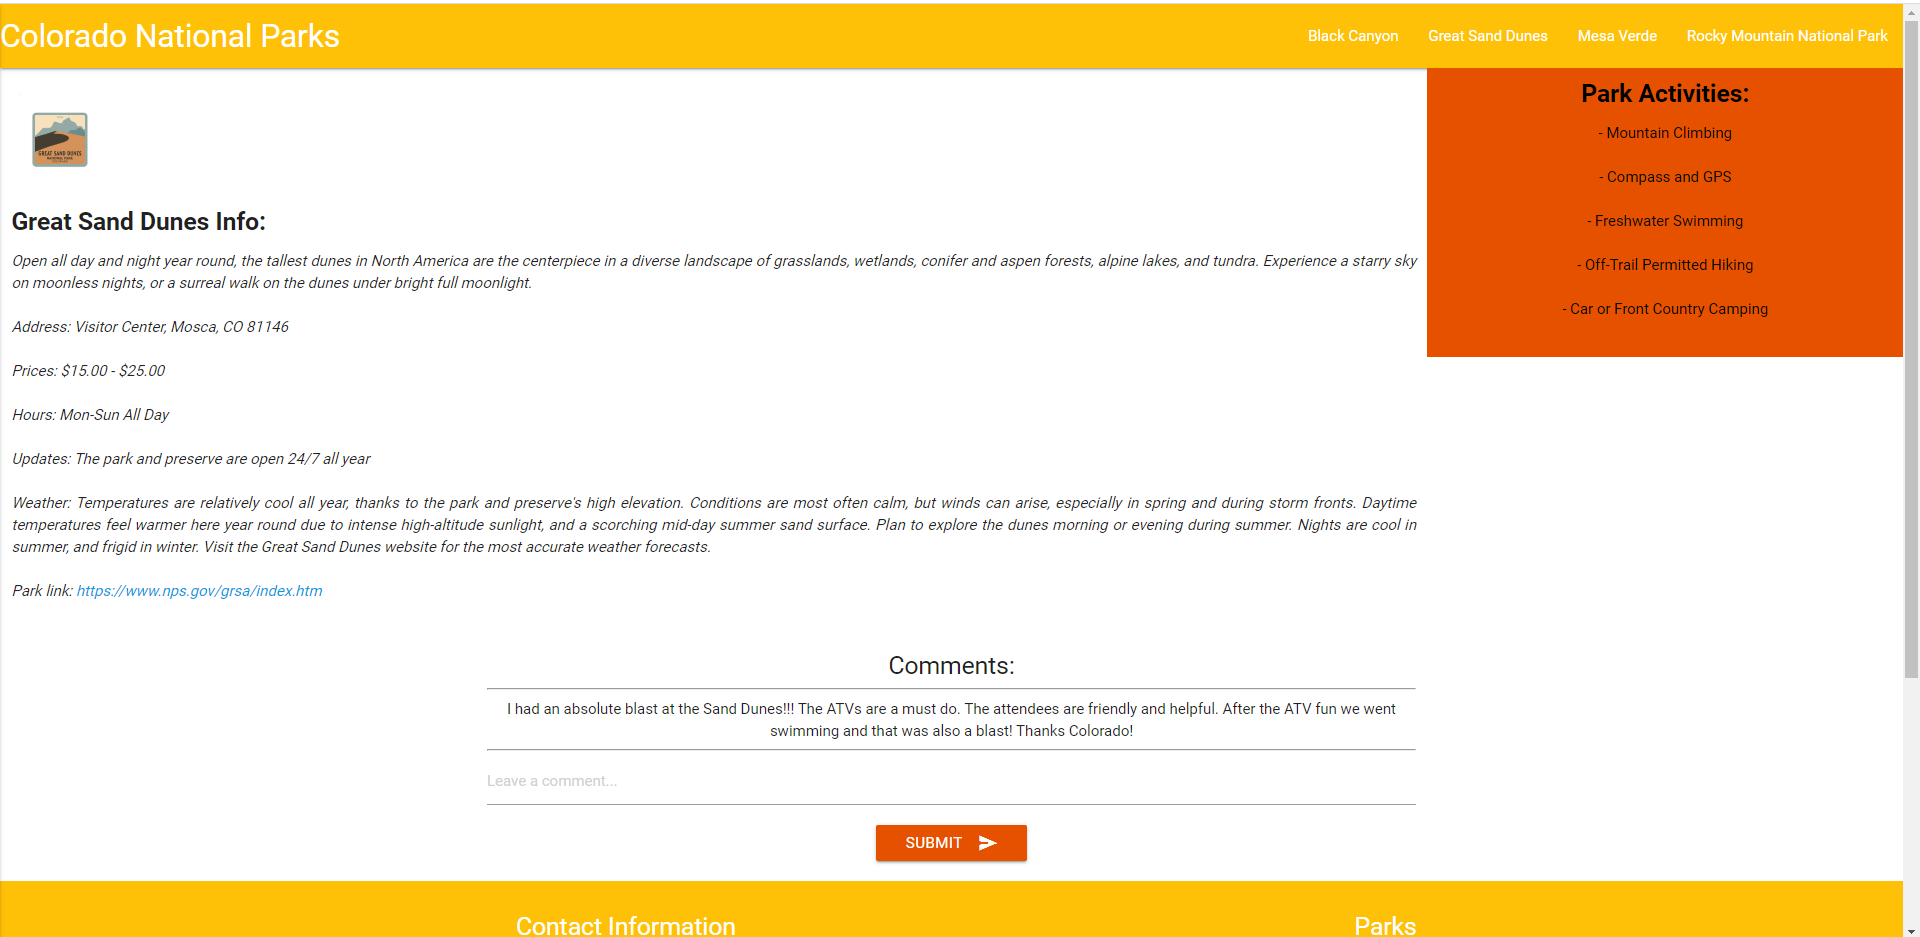 Colorado National Parks
Black Canyon
Great Sand Dunes
Mesa Verde
Rocky Mountain National Park
GREAT SAND DUNES
NATIONAL PARK
COLORADO
Great Sand Dunes Info:
Open all day and night year round, the tallest dunes in North America are the centerpiece in a diverse landscape of grasslands, wetlands, conifer and aspen forests, alpine lakes, and tundra. Experience a starry sky
on moonless nights, or a surreal walk on the dunes under bright full moonlight.
Address: Visitor Center, Mosca, CO 81146
Prices: $15.00 - $25.00
Hours: Mon-Sun All Day
Updates: The park and preserve are open 24/7 all year
Weather: Temperatures are relatively cool all year, thanks to the park and preserve's high elevation. Conditions are most often calm, but winds can arise, especially in spring and during storm fronts. Daytime
temperatures feel warmer here year round due to intense high-altitude sunlight, and a scorching mid-day summer sand surface. Plan to explore the dunes morning or evening during summer. Nights are cool in
summer, and frigid in winter. Visit the Great Sand Dunes website for the most accurate weather forecasts.
Park link: https://www.nps.gov/grsa/index.htm
Park Activities:
- Mountain Climbing
- Compass and GPS
- Freshwater Swimming
- Off-Trail Permitted Hiking
- Car or Front Country Camping
Comments:
I had an absolute blast at the Sand Dunes!!! The ATVs are a must do. The attendees are friendly and helpful. After the ATV fun we went
swimming and that was also a blast! Thanks Colorado!
Leave a comment...
SUBMIT
Contact Information
Parks